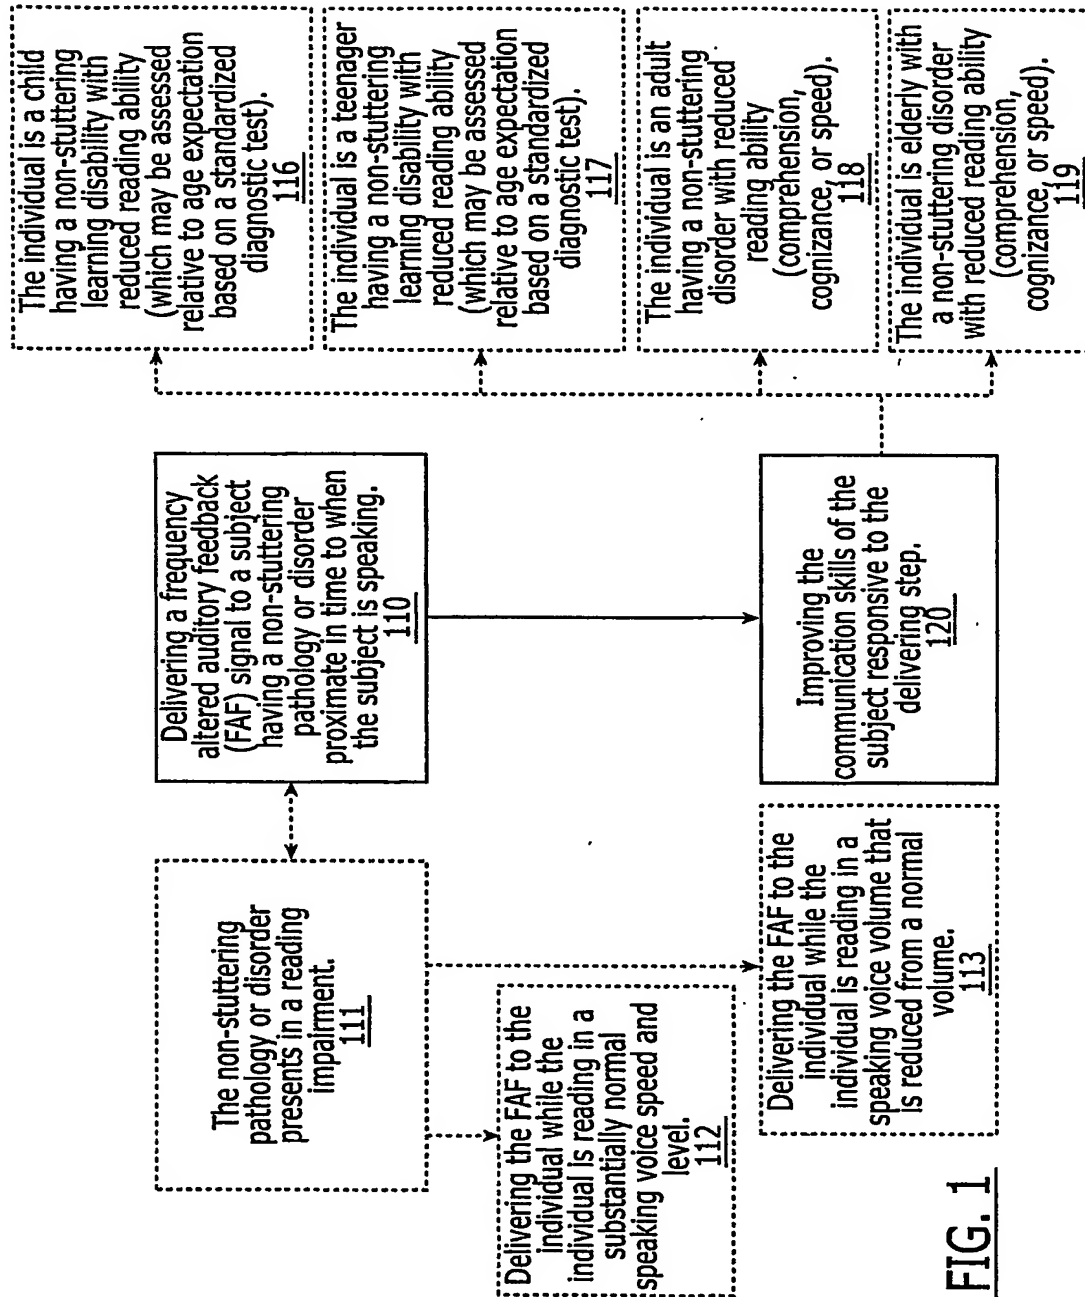 Delivering a frequency
altered auditory feedback
(FAF) signal to a subject
having a non-stuttering
pathology or disorder
proximate in time to when
the subject is speaking.
110
The non-stuttering
pathology or disorder
presents in a reading
impairment.
111
Delivering the FAF to the
individual while the
individual is reading in a
substantially normal
speaking voice speed and
level.
112
Delivering the FAF to the
individual while the
individual is reading in a
speaking voice volume that
is reduced from a normal
volume.
113
Improving the
communication skills of the
subject responsive to the
delivering step.
120
The individual is a child
having a non-stuttering
learning disability with
reduced reading ability
(which may be assessed
relative to age expectation
based on a standardized
diagnostic test).
116
The individual is a teenager
having a non-stuttering
learning disability with
reduced reading ability
(which may be assessed
relative to age expectation
based on a standardized
diagnostic test).
117
The individual is an adult
having a non-stuttering
disorder with reduced
reading ability
(comprehension,
cognizance, or speed).
118
The individual is elderly with
a non-stuttering disorder
with reduced reading ability
(comprehension,
cognizance, or speed).
119
FIG. 1